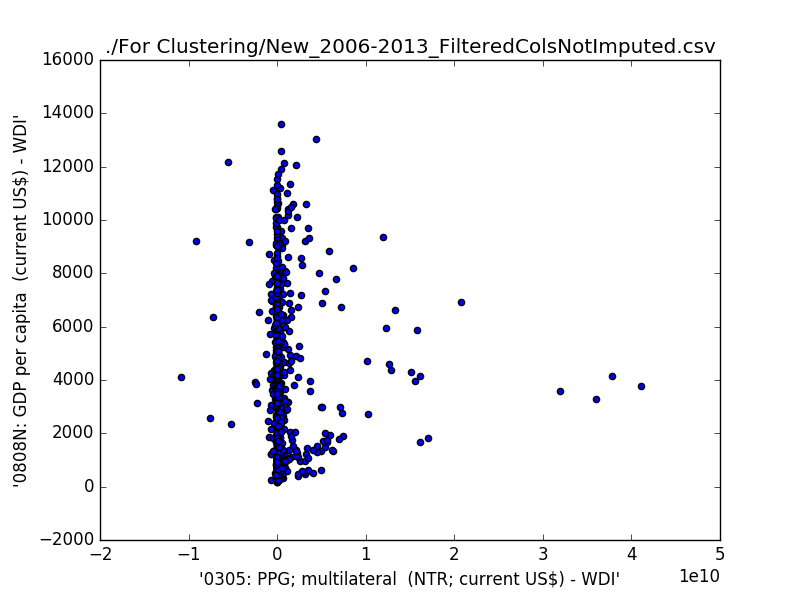 ./For Clustering/New_2006-2013_FilteredColsNotImputed.csv
16000
14000
12000
10000
8000
6000
4000
2000
0
−2000
'0808N: GDP per capita  (current US$) - WDI'
−2 −1 0 1 2 3 4 5
1e10
'0305: PPG; multilateral  (NTR; current US$) - WDI'